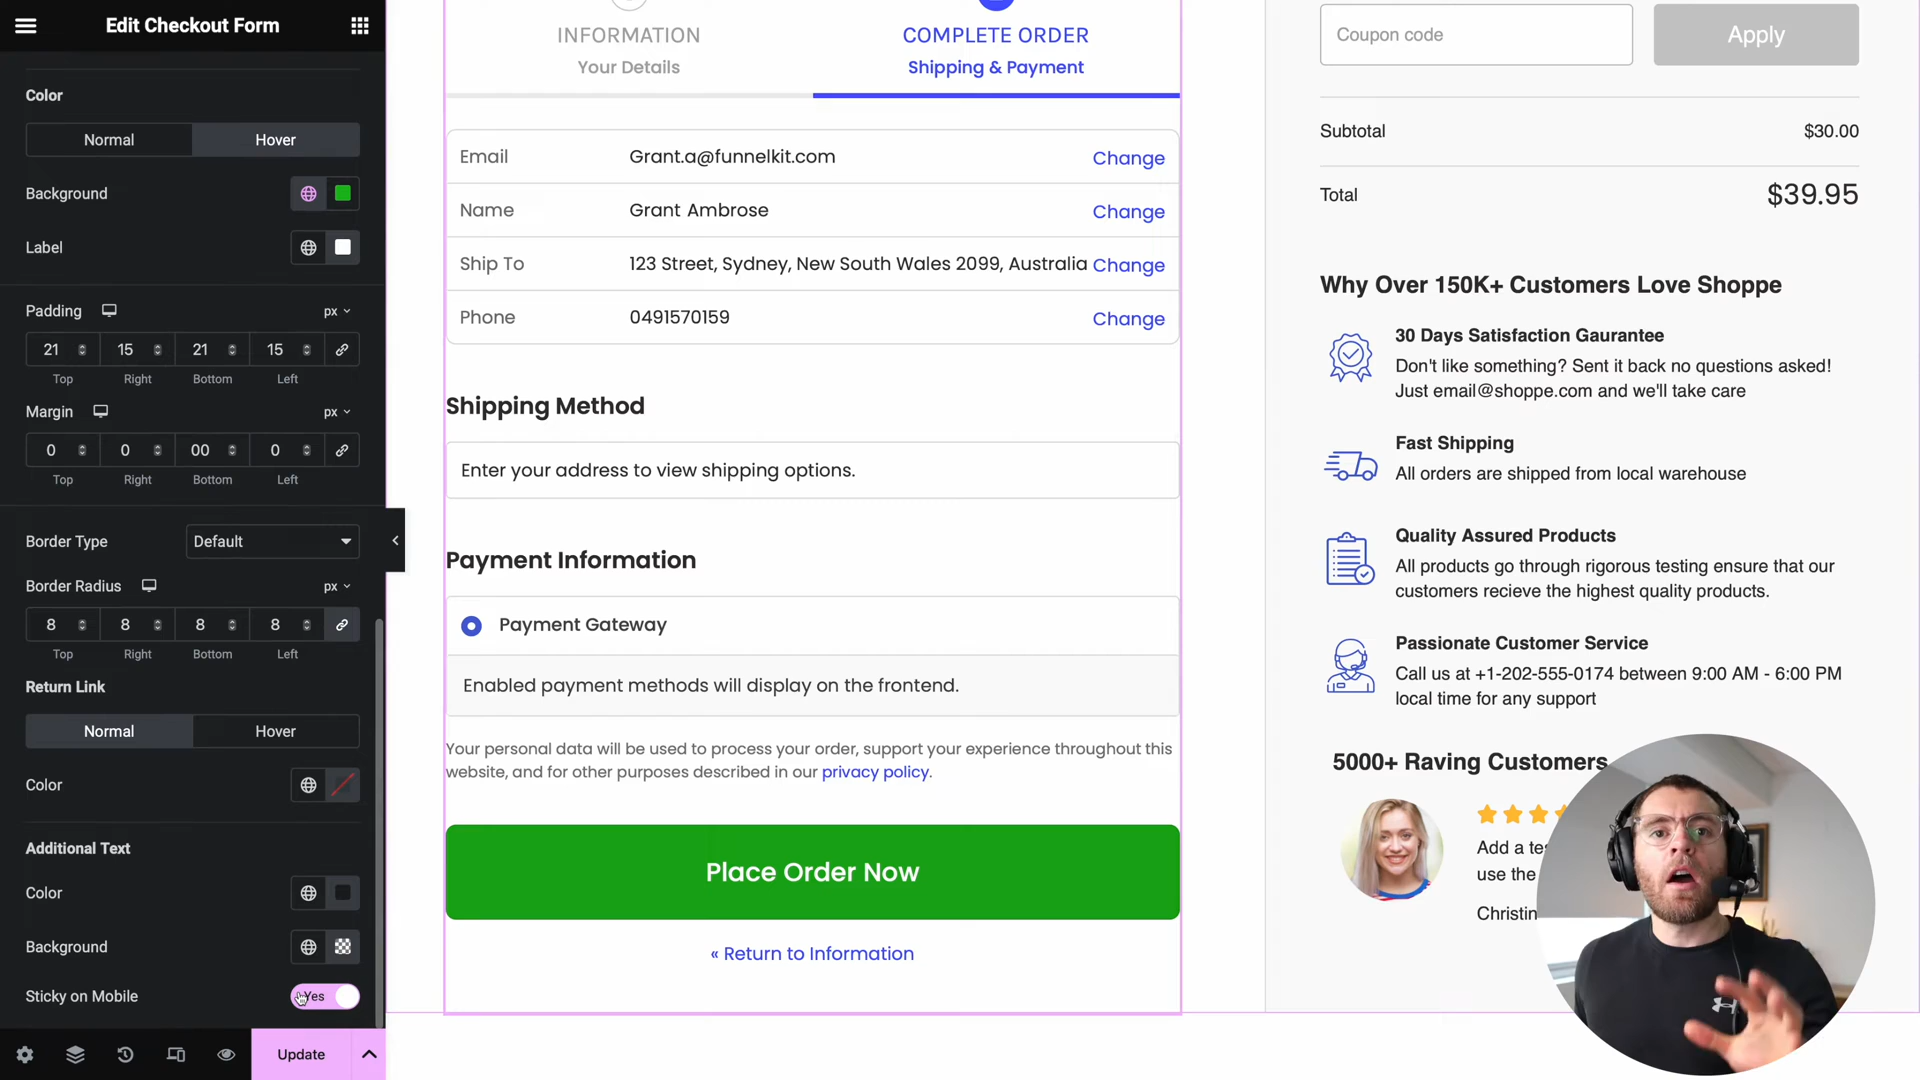 Edit Checkout Form
Color
Normal
Hover
Background
Label
Padding
px
21
15
21
15
Top
Right
Bottom
Left
Margin
px
0
0
00
0
Top
Right
Bottom
Left
Border Type
Default
Border Radius
px
8
8
8
8
Top
Right
Bottom
Left
Return Link
Normal
Hover
Color
Additional Text
Color
Background
Sticky on Mobile
Yes
Update
INFORMATION
Your Details
COMPLETE ORDER
Shipping & Payment
Email
Grant.a@funnelkit.com
Change
Name
Grant Ambrose
Change
Ship To
123 Street, Sydney, New South Wales 2099, Australia
Change
Phone
0491570159
Change
Shipping Method
Enter your address to view shipping options.
Payment Information
Payment Gateway
Enabled payment methods will display on the frontend.
Your personal data will be used to process your order, support your experience throughout this
website, and for other purposes described in our privacy policy.
Place Order Now
« Return to Information
Coupon code
Apply
Subtotal
$30.00
Total
$39.95
Why Over 150K+ Customers Love Shoppe
30 Days Satisfaction Gaurantee
Don't like something? Sent it back no questions asked!
Just email@shoppe.com and we'll take care
Fast Shipping
All orders are shipped from local warehouse
Quality Assured Products
All products go through rigorous testing ensure that our
customers recieve the highest quality products.
Passionate Customer Service
Call us at +1-202-555-0174 between 9:00 AM - 6:00 PM
local time for any support
5000+ Raving Customers
Add a
use the